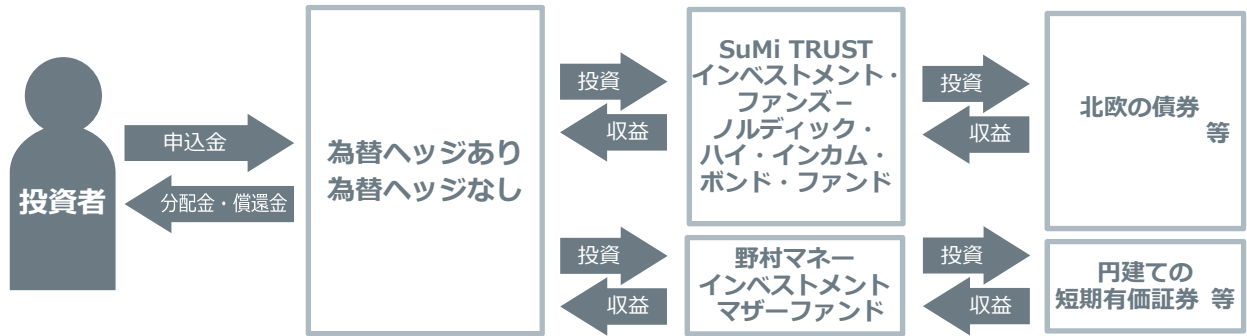 投資者
申込金
分配金・償還金
為替ヘッジあり
為替ヘッジなし
投資
収益
SuMi TRUST
インベストメント・
ファンズ－
ノルディック・
ハイ・インカム・
ボンド・ファンド
投資
収益
北欧の債券
等
投資
収益
野村マネー
インベストメント
マザーファンド
投資
収益
円建ての
短期有価証券 等